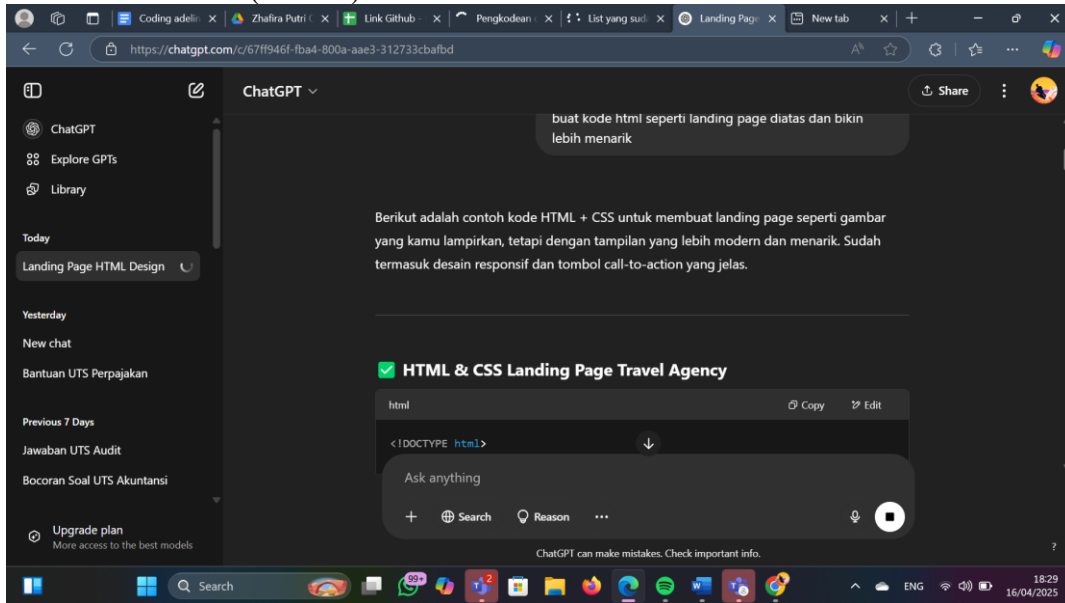 Coding adelin
Zhafira Putri C
Link Github -
Pengkodean
List yang sud
Landing Page
New tab
https://chatgpt.com/m/c/67ff946f-fba4-800a-aae3-312733cbafbd
ChatGPT
Share
ChatGPT
Explore GPTs
Library
Today
Landing Page HTML Design
Yesterday
New chat
Bantuan UTS Perpajakan
Previous 7 Days
Jawaban UTS Audit
Bocoran Soal UTS Akuntansi
Upgrade plan
More access to the best models
buat kode html seperti landing page diatas dan bikin
lebih menarik
Berikut adalah contoh kode HTML + CSS untuk membuat landing page seperti gambar
yang kamu lampirkan, tetapi dengan tampilan yang lebih modern dan menarik. Sudah
termasuk desain responsif dan tombol call-to-action yang jelas.
HTML & CSS Landing Page Travel Agency
html
Copy
Edit
<!DOCTYPE html>
Ask anything
Search
Reason
ChatGPT can make mistakes. Check important info.
?
Search
99+
2
ENG
18:29
16/04/2025